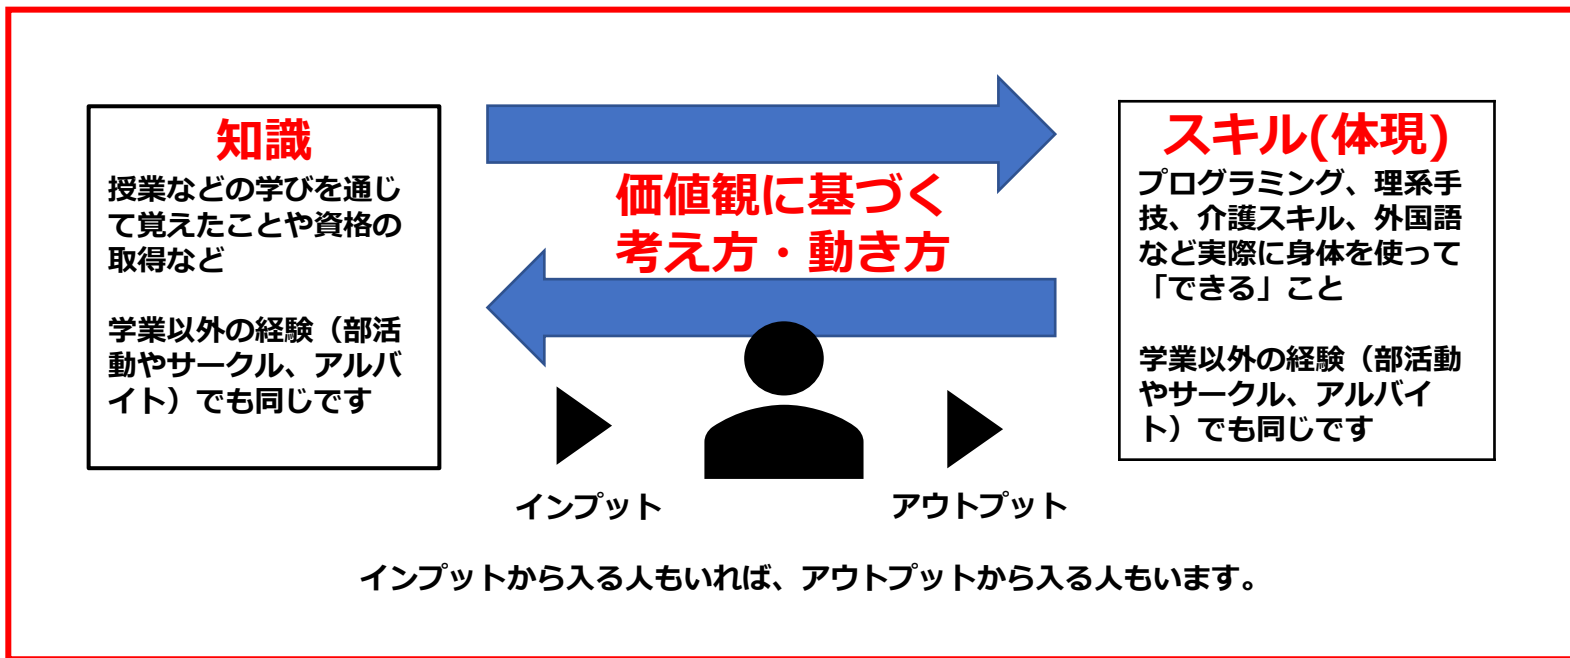 知識
授業などの学びを通じ
て覚えたことや資格の
取得など
学業以外の経験（部活
動やサークル、アルバ
イト）でも同じです
価値観に基づく
考え方・動き方
スキル(体現)
プログラミング、理系手
技、介護スキル、外国語
など実際に身体を使って
「できる」こと
学業以外の経験（部活動
やサークル、アルバイ
ト）でも同じです
インプット
アウトプット
インプットから入る人もいれば、アウトプットから入る人もいます。